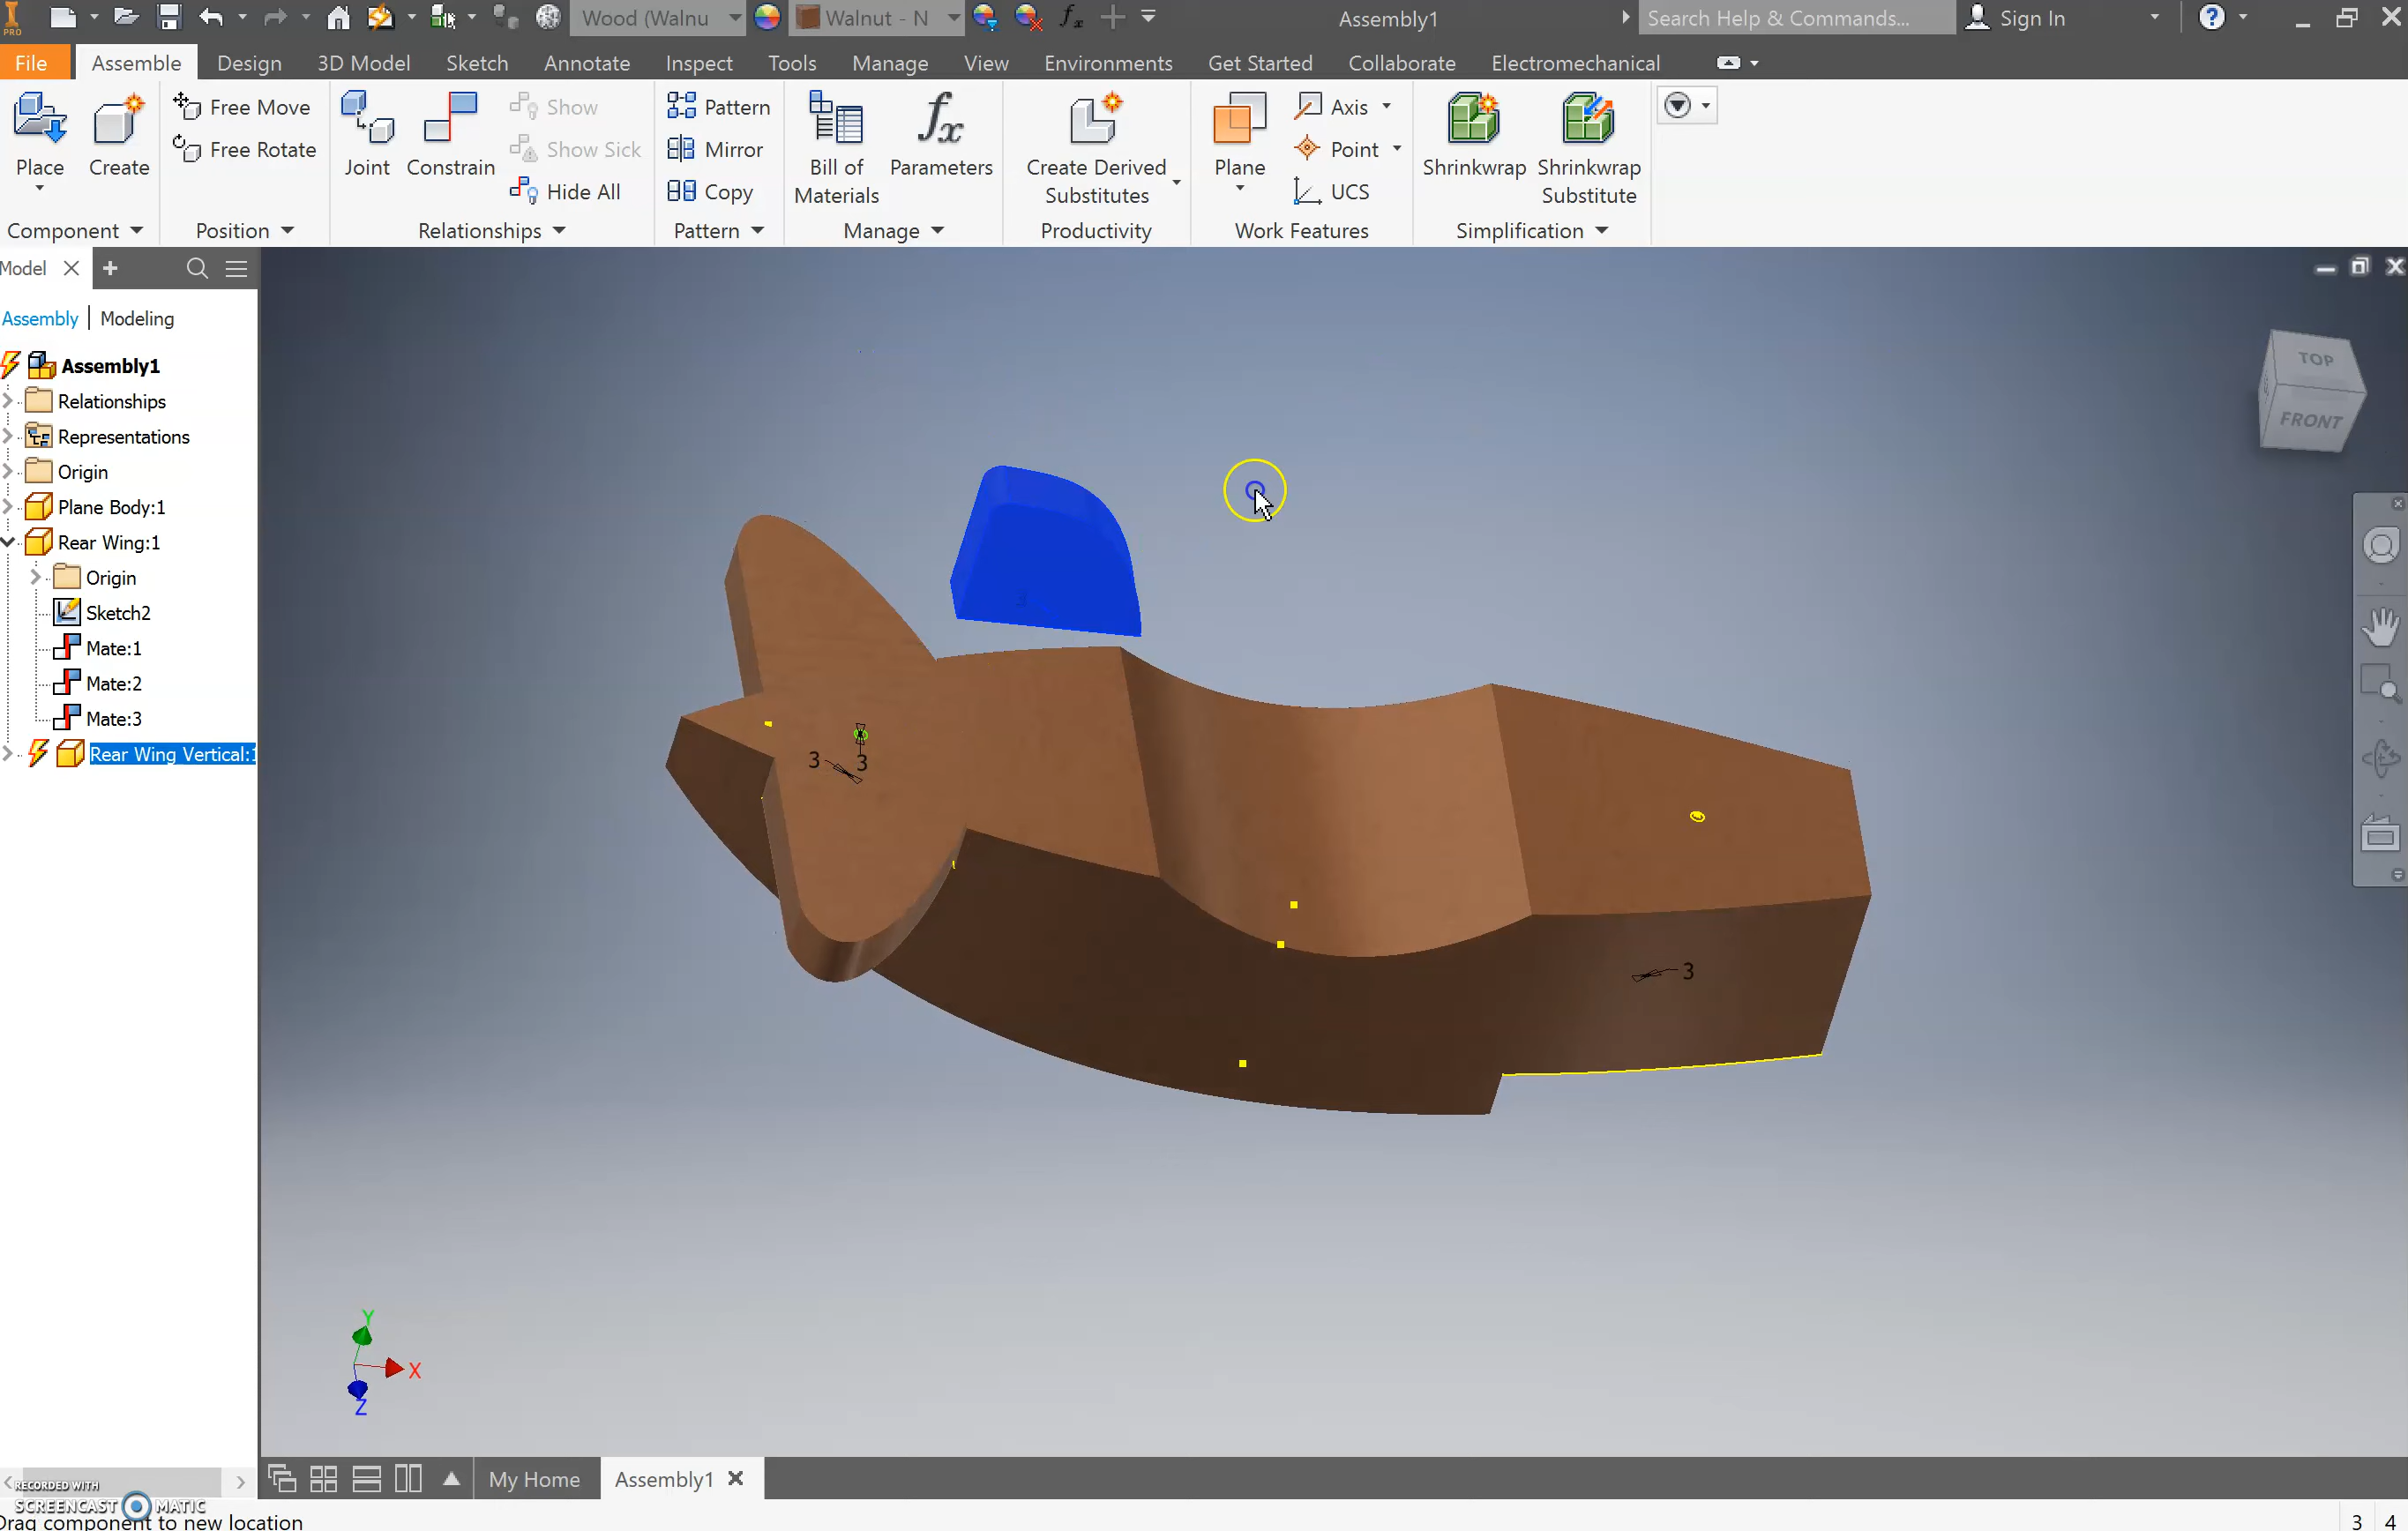 PRO
Wood (Walnu
Walnut - N
Assembly1
Search Help & Commands...
Sign In
File
Assemble
Design
3D Model
Sketch
Annotate
Inspect
Tools
Manage
View
Environments
Get Started
Collaborate
Electromechanical
Place
Create
Free Move
Free Rotate
Joint
Constrain
Show
Show Sick
Hide All
Pattern
Mirror
Copy
Bill of
Materials
Parameters
Create Derived
Substitutes
Plane
Axis
Point
UCS
Shrinkwrap
Shrinkwrap
Substitute
Component
Position
Relationships
Pattern
Manage
Productivity
Work Features
Simplification
Model
Assembly
Modeling
Assembly1
Relationships
Representations
Origin
Plane Body:1
Rear Wing:1
Origin
Sketch2
Mate:1
Mate:2
Mate:3
Rear Wing Vertical:1
TOP
FRONT
3
3
3
Y
X
Z
My Home
Assembly1
RECORDED WITH
SCREENCAST MATIC
Drag component to new location
3
4